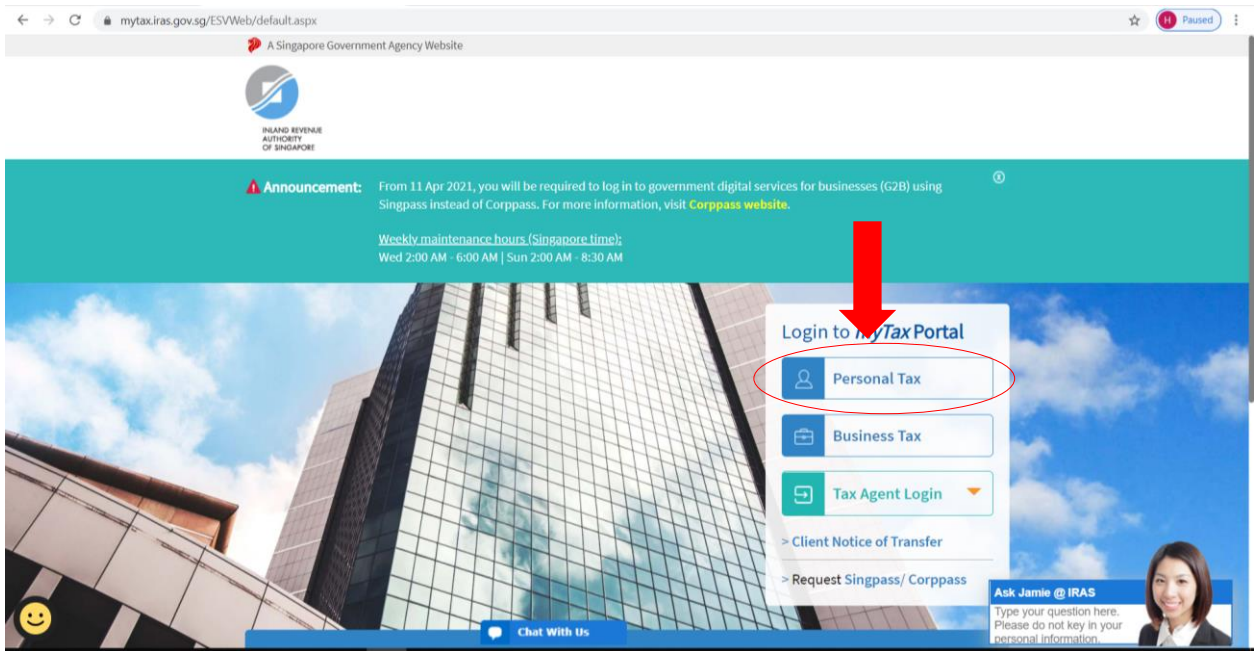 mytax.iras.gov.sg/ESVWeb/default.aspx
H Paused
A Singapore Government Agency Website
INLAND REVENUE
AUTHORITY
OF SINGAPORE
Announcement: From 11 Apr 2021, you will be required to log in to government digital services for businesses (G2B) using
Singpass instead of Corppass. For more information, visit Corppass website.
Weekly maintenance hours (Singapore time):
Wed 2:00 AM - 6:00 AM | Sun 2:00 AM - 8:30 AM
Login to myTax Portal
Personal Tax
Business Tax
Tax Agent Login
> Client Notice of Transfer
> Request Singpass/ Corppass
Ask Jamie @ IRAS
Type your question here.
Please do not key in your
personal information.
Chat With Us